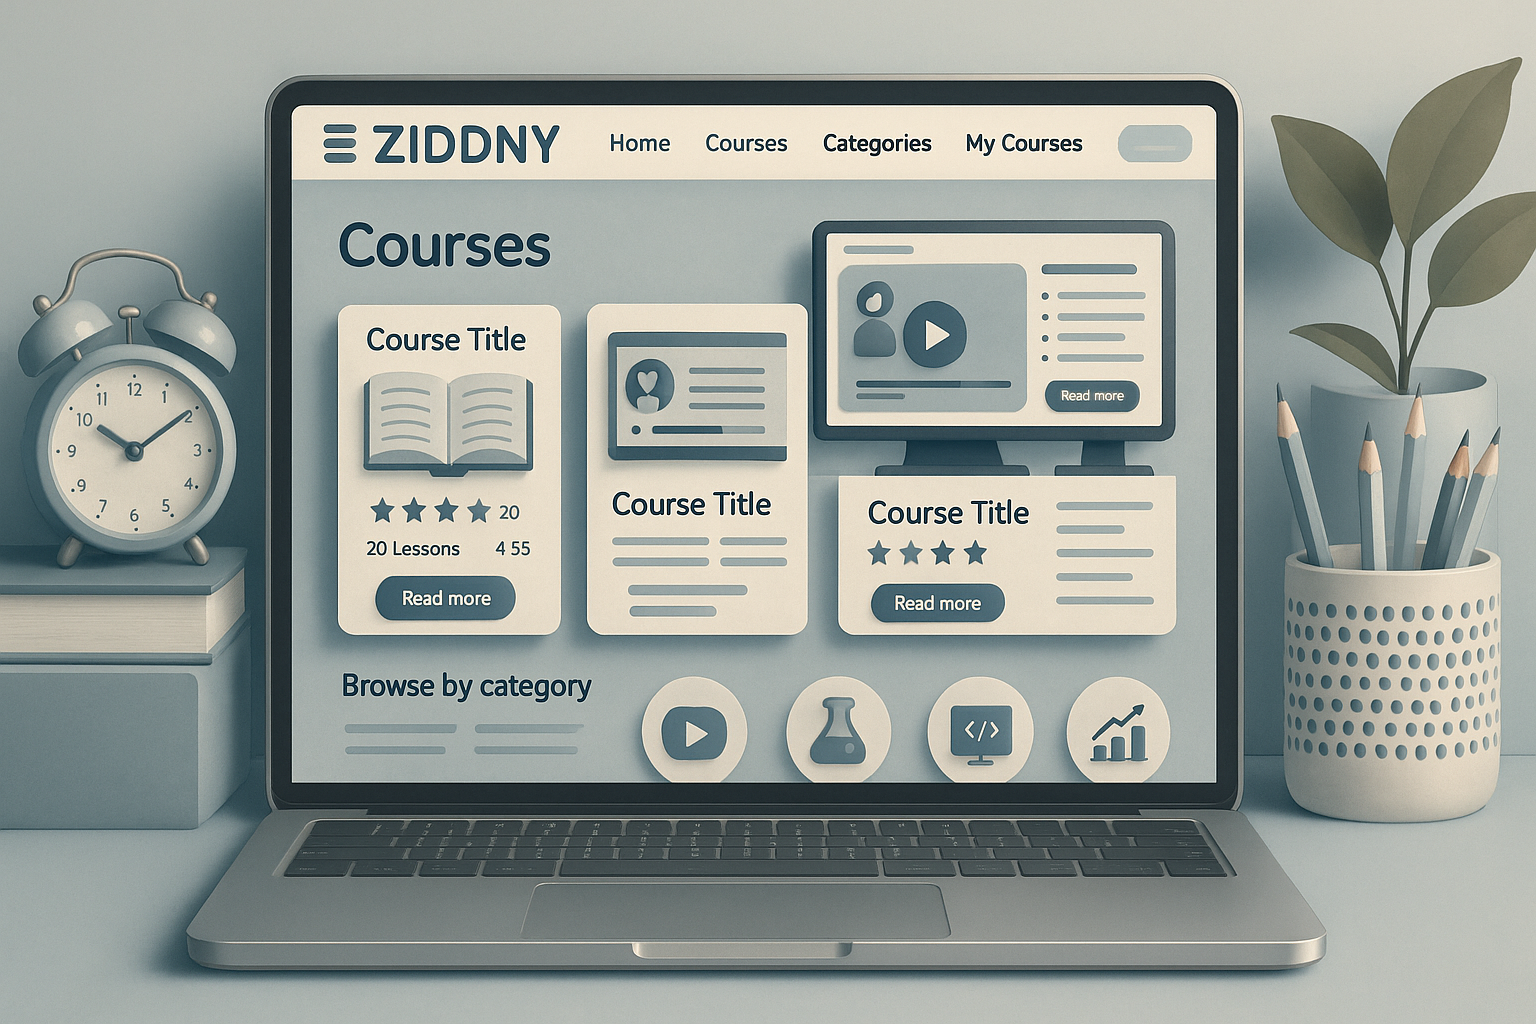 ZIDDNY Home Courses Categories My Courses
Courses
Course Title
20
20 Lessons 4 55
Read more
Course Title
Read more
Course Title
Read more
Browse by category
</>
12
1
2
3
4
5
6
7
9
9
10
11